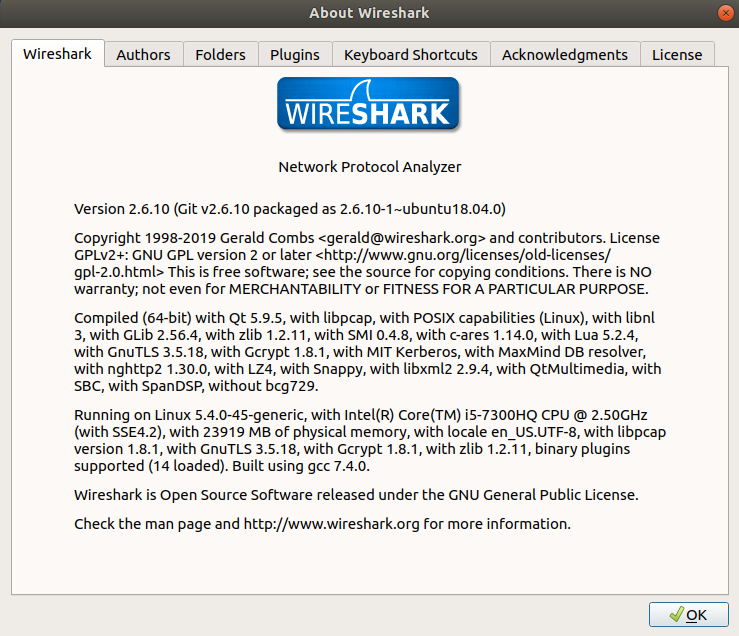 About Wireshark
Wireshark Authors Folders Plugins Keyboard Shortcuts Acknowledgments License
WIRESHARK
Network Protocol Analyzer
Version 2.6.10 (Git v2.6.10 packaged as 2.6.10-1~ubuntu18.04.0)
Copyright 1998-2019 Gerald Combs <gerald@wireshark.org> and contributors. License
GPLv2+: GNU GPL version 2 or later <http://www.gnu.org/licenses/old-licenses/
gpl-2.0.html> This is free software; see the source for copying conditions. There is NO
warranty; not even for MERCHANTABILITY or FITNESS FOR A PARTICULAR PURPOSE.
Compiled (64-bit) with Qt 5.9.5, with libpcap, with POSIX capabilities (Linux), with libnl
3, with GLib 2.56.4, with zlib 1.2.11, with SMI 0.4.8, with c-ares 1.14.0, with Lua 5.2.4,
with GnuTLS 3.5.18, with Gcrypt 1.8.1, with MIT Kerberos, with MaxMind DB resolver,
with nghttp2 1.30.0, with LZ4, with Snappy, with libxml2 2.9.4, with QtMultimedia, with
SBC, with SpanDSP, without bcg729.
Running on Linux 5.4.0-45-generic, with Intel(R) Core(TM) i5-7300HQ CPU @ 2.50GHz
(with SSE4.2), with 23919 MB of physical memory, with locale en_US.UTF-8, with libpcap
version 1.8.1, with GnuTLS 3.5.18, with Gcrypt 1.8.1, with zlib 1.2.11, binary plugins
supported (14 loaded). Built using gcc 7.4.0.
Wireshark is Open Source Software released under the GNU General Public License.
Check the man page and http://www.wireshark.org for more information.
OK